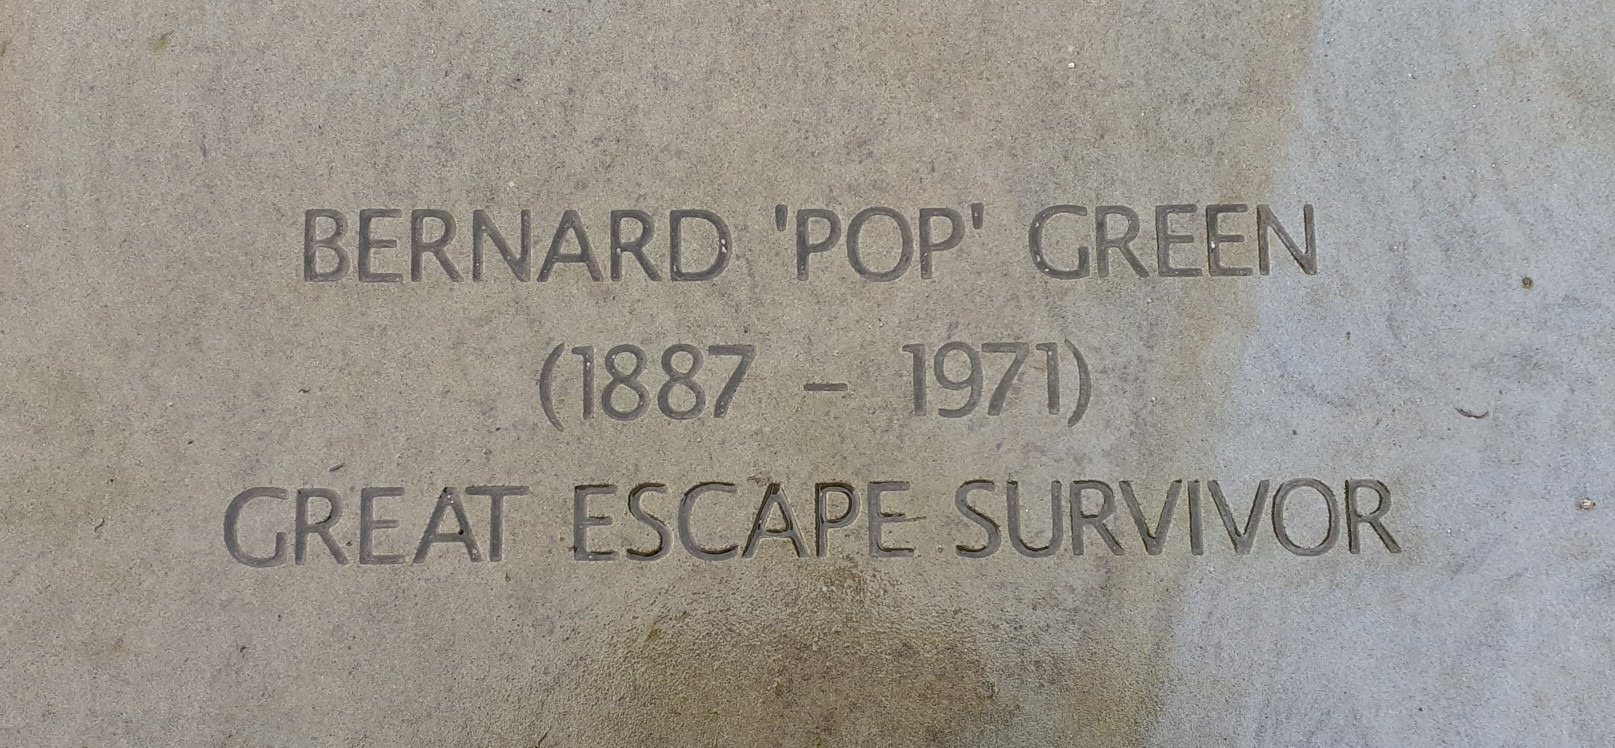 BERNARD 'POP' GREEN
(1887 – 1971)
GREAT ESCAPE SURVIVOR